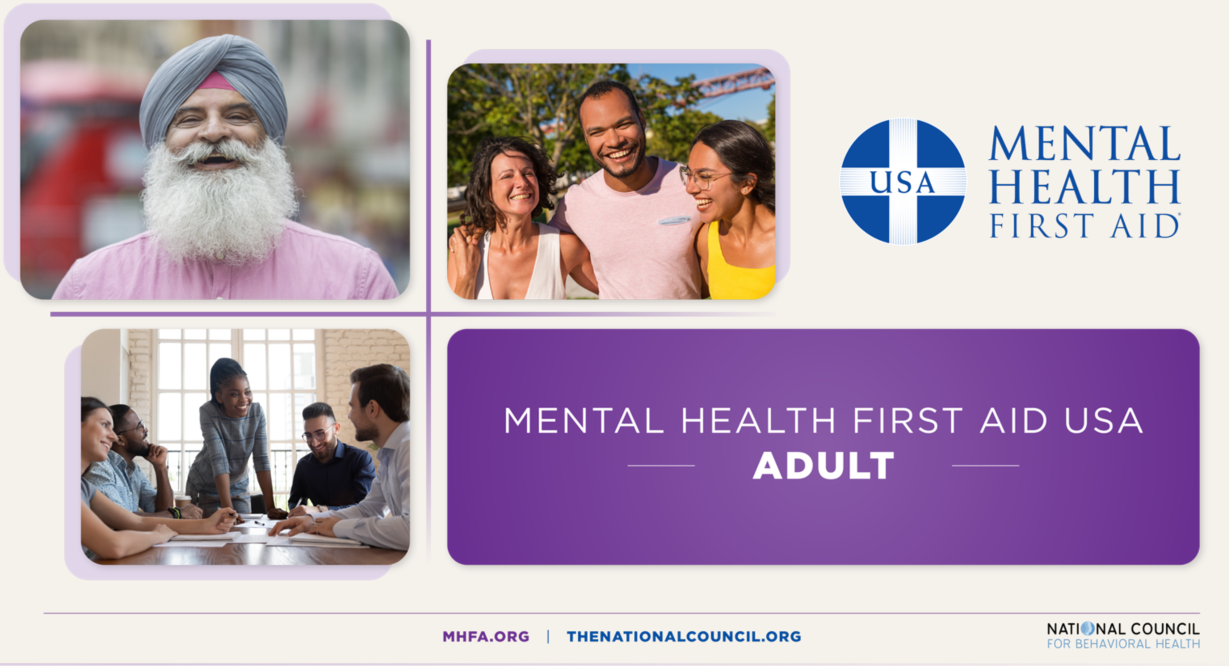 USA
MENTAL
HEALTH
FIRST AID®
MENTAL HEALTH FIRST AID USA
ADULT
MHFA.ORG | THENATIONALCOUNCIL.ORG
NATIONAL COUNCIL
FOR BEHAVIORAL HEALTH